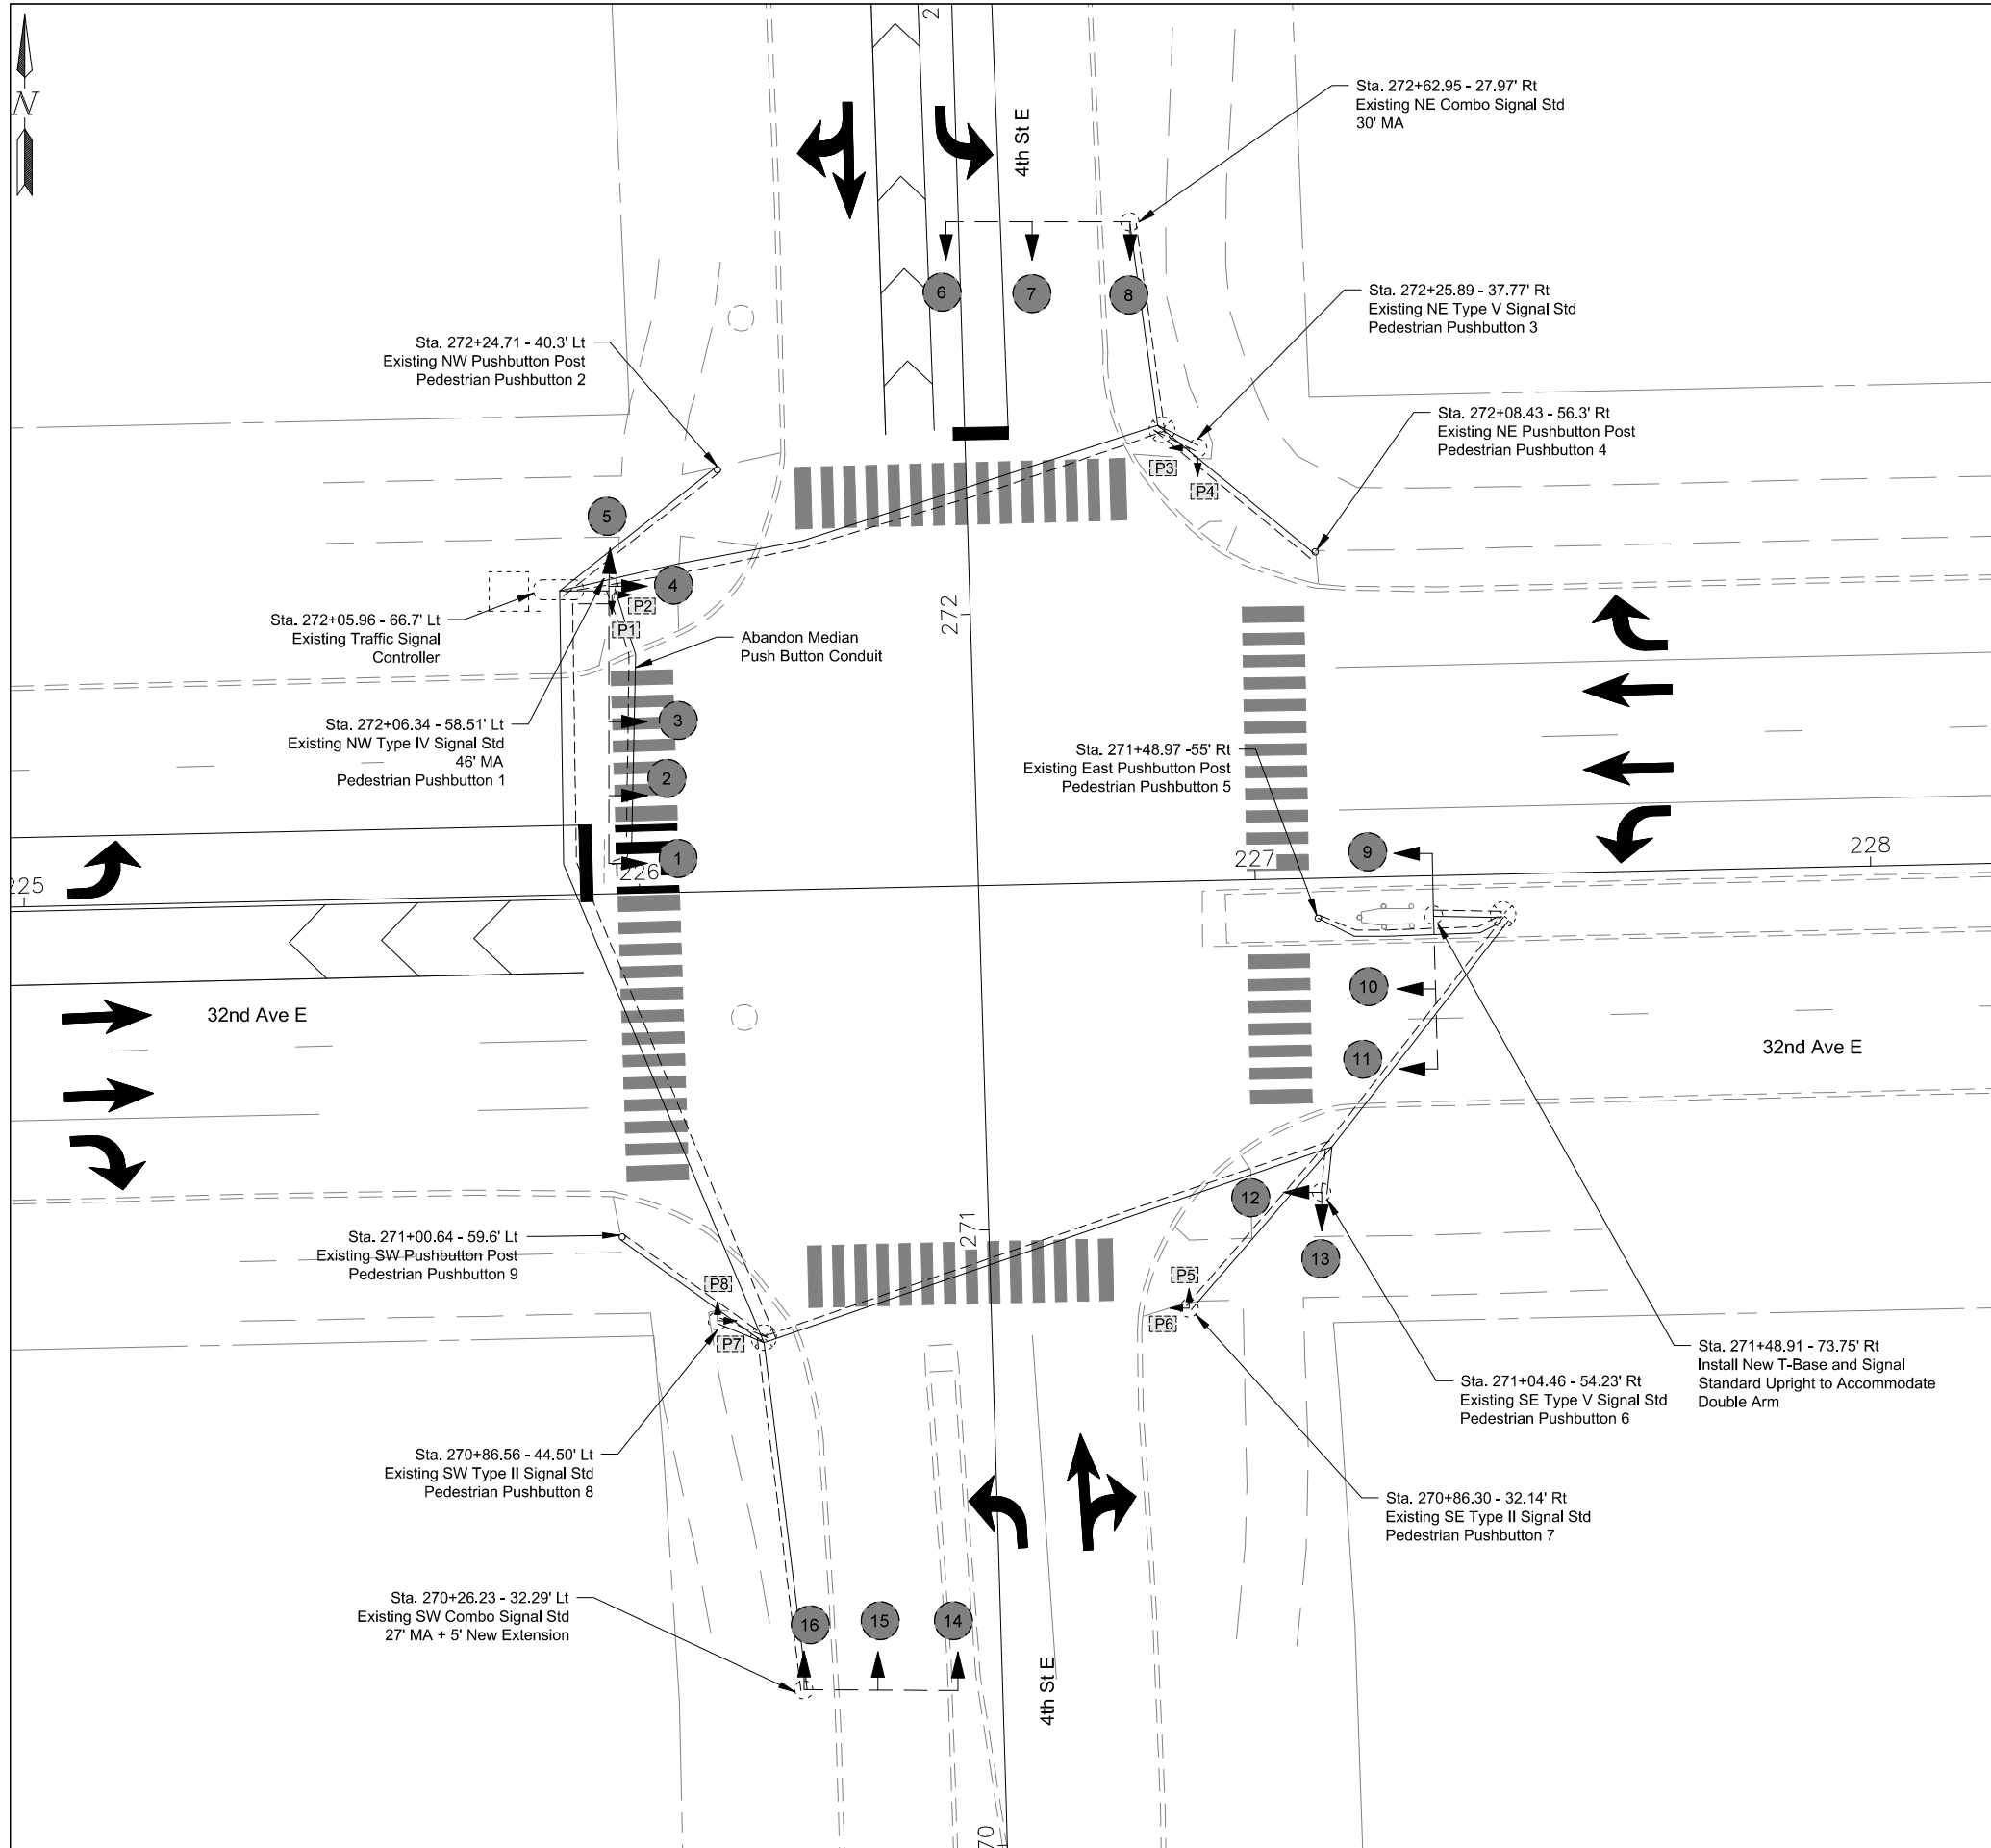 N
2
4th St E
Sta. 272+62.95 - 27.97' Rt
Existing NE Combo Signal Std
30' MA
6
7
8
Sta. 272+25.89 - 37.77' Rt
Existing NE Type V Signal Std
Pedestrian Pushbutton 3
Sta. 272+24.71 - 40.3' Lt
Existing NW Pushbutton Post
Pedestrian Pushbutton 2
Sta. 272+08.43 - 56.3' Rt
Existing NE Pushbutton Post
Pedestrian Pushbutton 4
P3
P4
5
4
P2
P1
272
Sta. 272+05.96 - 66.7' Lt
Existing Traffic Signal
Controller
Abandon Median
Push Button Conduit
Sta. 272+06.34 - 58.51' Lt
Existing NW Type IV Signal Std
46' MA
Pedestrian Pushbutton 1
3
2
1
Sta. 271+48.97 -55' Rt
Existing East Pushbutton Post
Pedestrian Pushbutton 5
9
225
226
227
228
10
11
32nd Ave E
32nd Ave E
12
13
271
Sta. 271+00.64 - 59.6' Lt
Existing SW Pushbutton Post
Pedestrian Pushbutton 9
P8
P7
P5
P6
Sta. 271+48.91 - 73.75' Rt
Install New T-Base and Signal
Standard Upright to Accommodate
Double Arm
Sta. 271+04.46 - 54.23' Rt
Existing SE Type V Signal Std
Pedestrian Pushbutton 6
Sta. 270+86.56 - 44.50' Lt
Existing SW Type II Signal Std
Pedestrian Pushbutton 8
Sta. 270+86.30 - 32.14' Rt
Existing SE Type II Signal Std
Pedestrian Pushbutton 7
Sta. 270+26.23 - 32.29' Lt
Existing SW Combo Signal Std
27' MA + 5' New Extension
16
15
14
4th St E
70